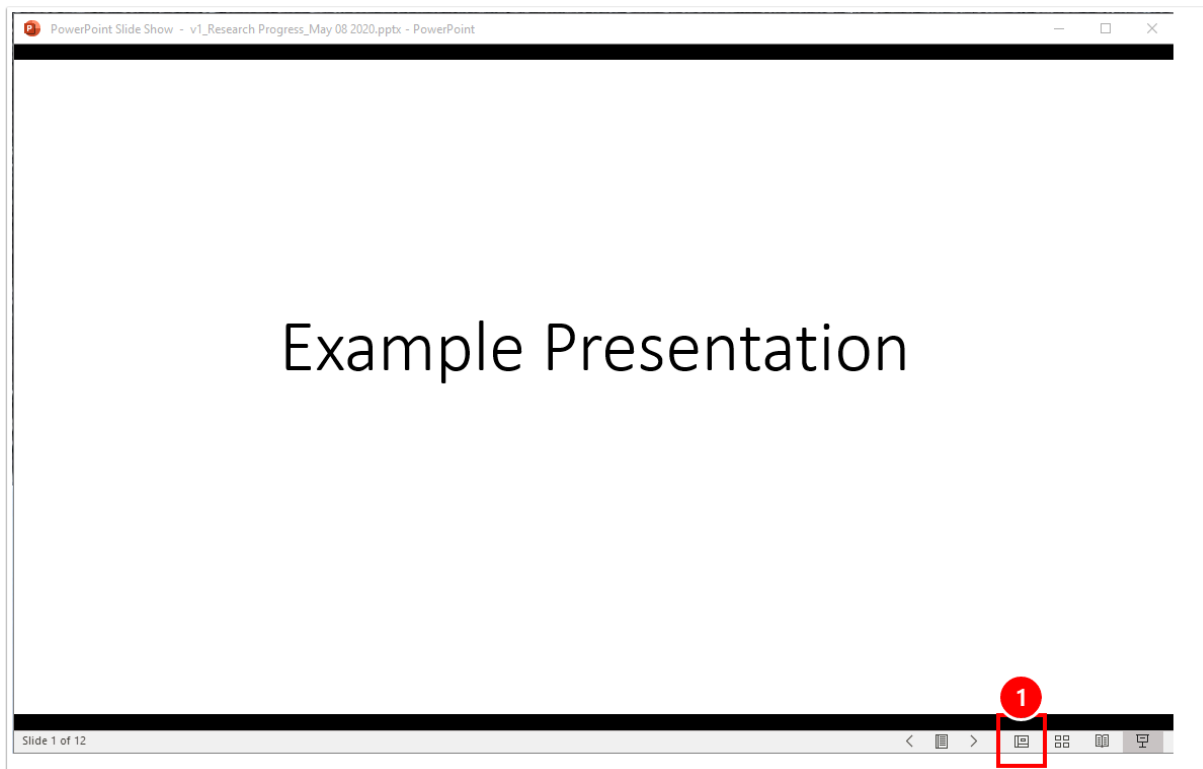 PowerPoint Slide Show - v1_Research Progress_May 08 2020.pptx - PowerPoint
Example Presentation
1
Slide 1 of 12